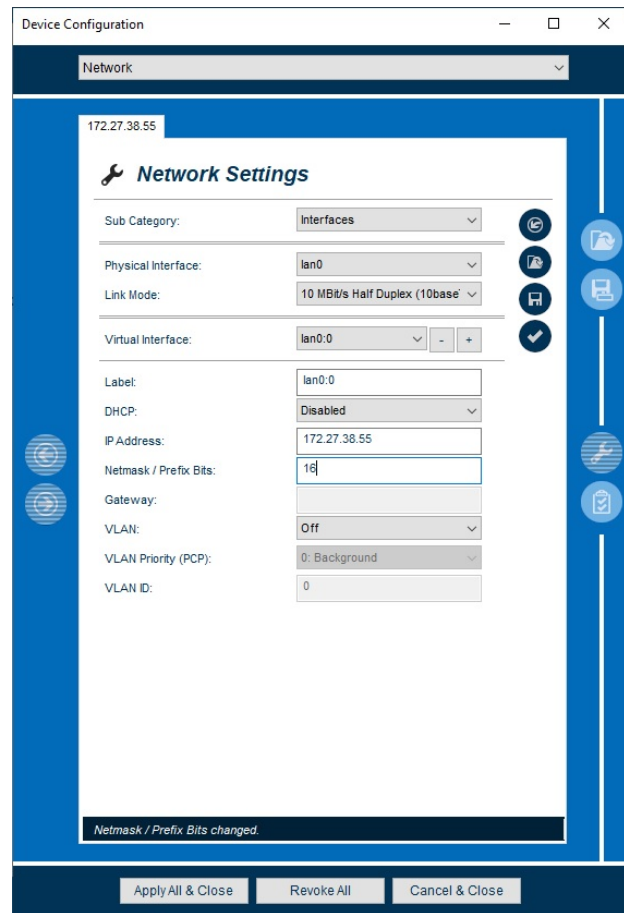 Device Configuration
Network
172.27.38.55
Network Settings
Sub Category: Interfaces
Physical Interface: lan0
Link Mode: 10 MBit/s Half Duplex (10base
Virtual Interface: lan0:0 - +
Label: lan0:0
DHCP: Disabled
IP Address: 172.27.38.55
Netmask / Prefix Bits: 16
Gateway:
VLAN: Off
VLAN Priority (PCP): 0: Background
VLAN ID: 0
Netmask / Prefix Bits changed.
Apply All & Close Revoke All Cancel & Close